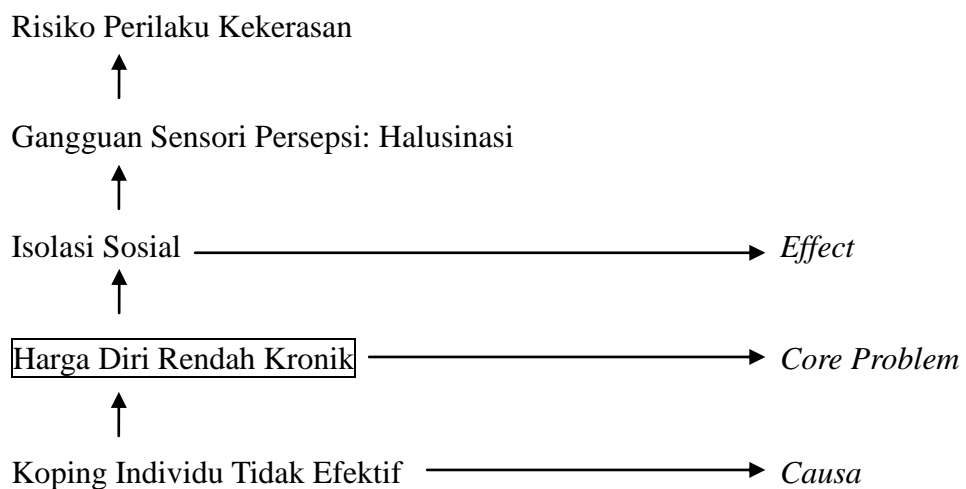 Risiko Perilaku Kekerasan
Gangguan Sensori Persepsi: Halusinasi
Isolasi Sosial Effect
Harga Diri Rendah Kronik Core Problem
Koping Individu Tidak Efektif Causa